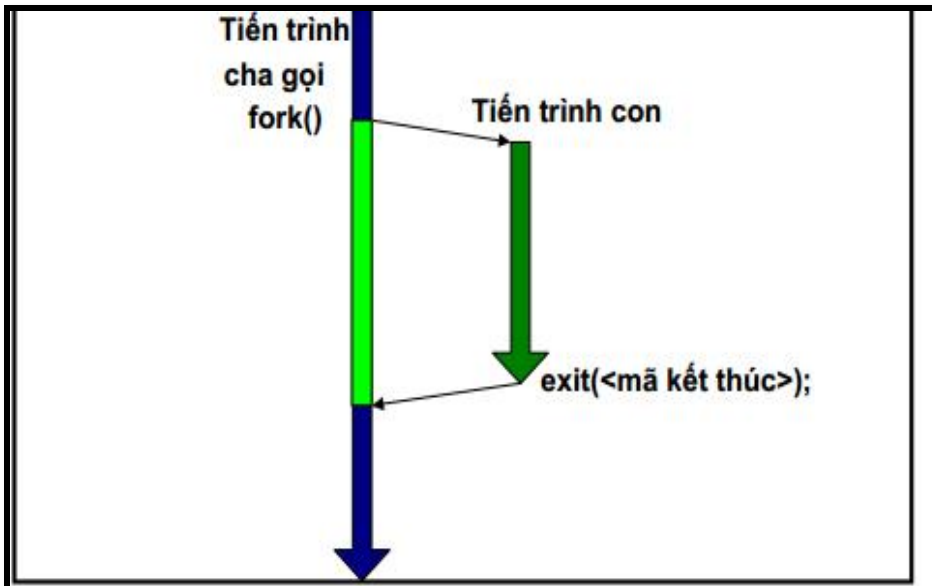 Tiến trình
cha gọi
fork()
Tiến trình con
exit(<mã kết thúc>);